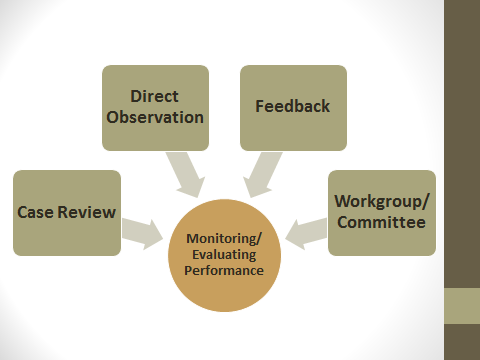 Direct
Observation
Feedback
Case Review
Workgroup/
Committee
Monitoring/
Evaluating
Performance